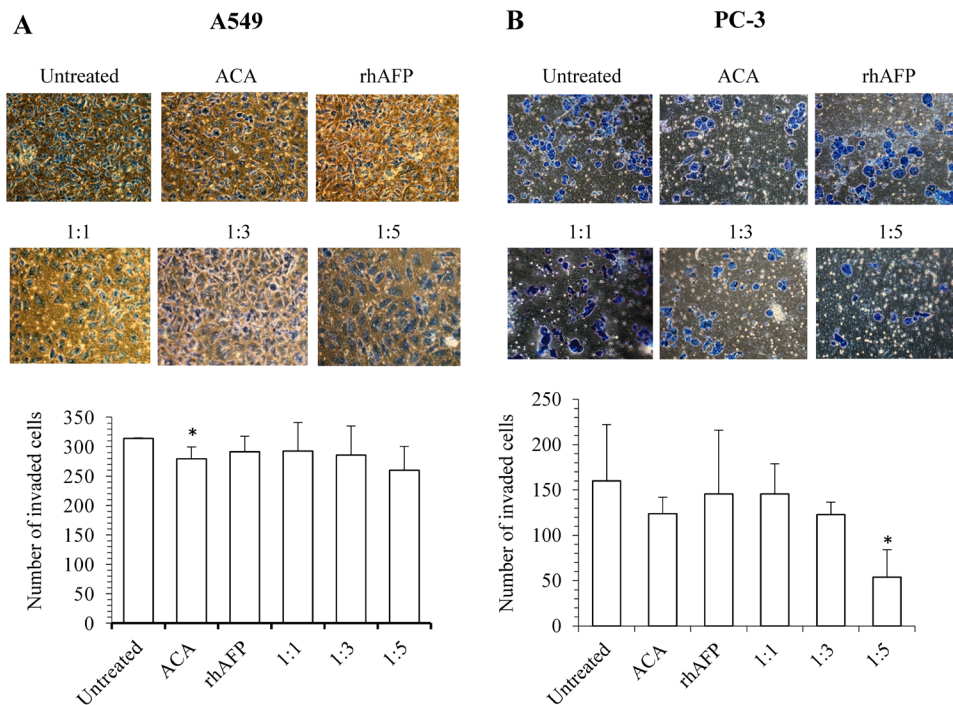 A
A549
Untreated ACA rhAFP
1:1 1:3 1:5
Number of invaded cells
350
300
250
200
150
100
50
0
*
Untreated ACA rhAFP 1:1 1:3 1:5
B
PC-3
Untreated ACA rhAFP
1:1 1:3 1:5
Number of invaded cells
250
200
150
100
50
0
*
Untreated ACA rhAFP 1:1 1:3 1:5